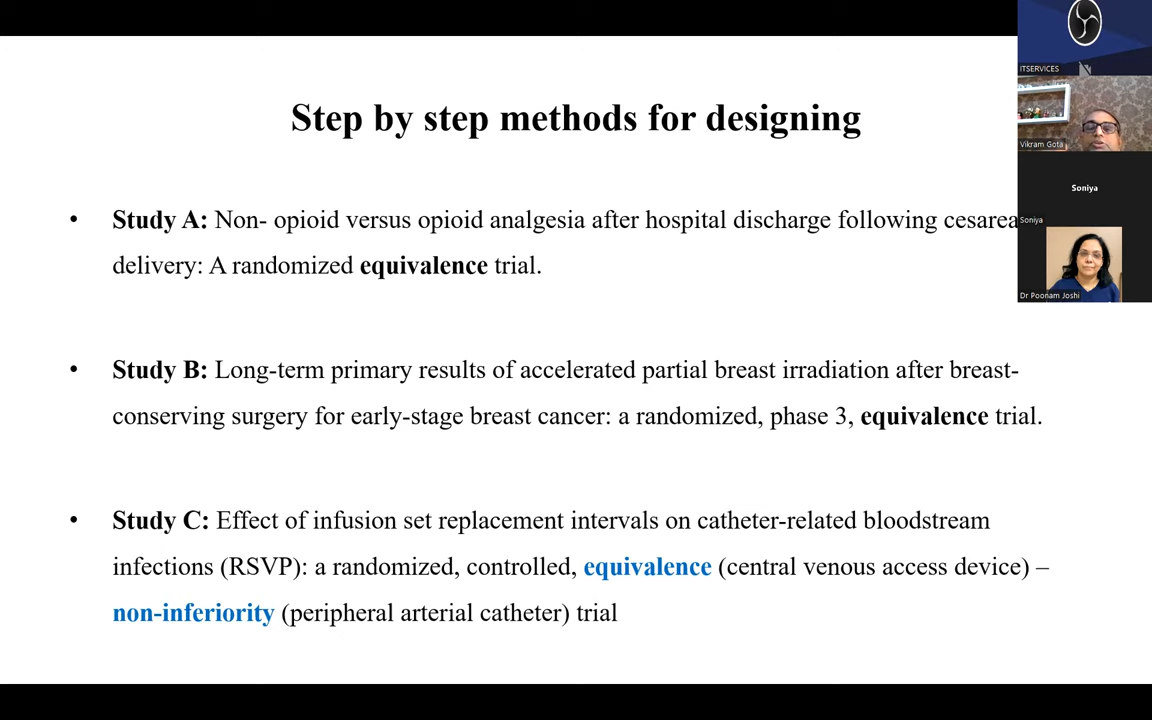 Step by step methods for designing
• Study A: Non- opioid versus opioid analgesia after hospital discharge following cesarea
delivery: A randomized equivalence trial.
• Study B: Long-term primary results of accelerated partial breast irradiation after breast-
conserving surgery for early-stage breast cancer: a randomized, phase 3, equivalence trial.
• Study C: Effect of infusion set replacement intervals on catheter-related bloodstream
infections (RSVP): a randomized, controlled, equivalence (central venous access device) –
non-inferiority (peripheral arterial catheter) trial
ITSERVICES
Vikram Gota
Soniya
Soniya
Dr Poonam Joshi